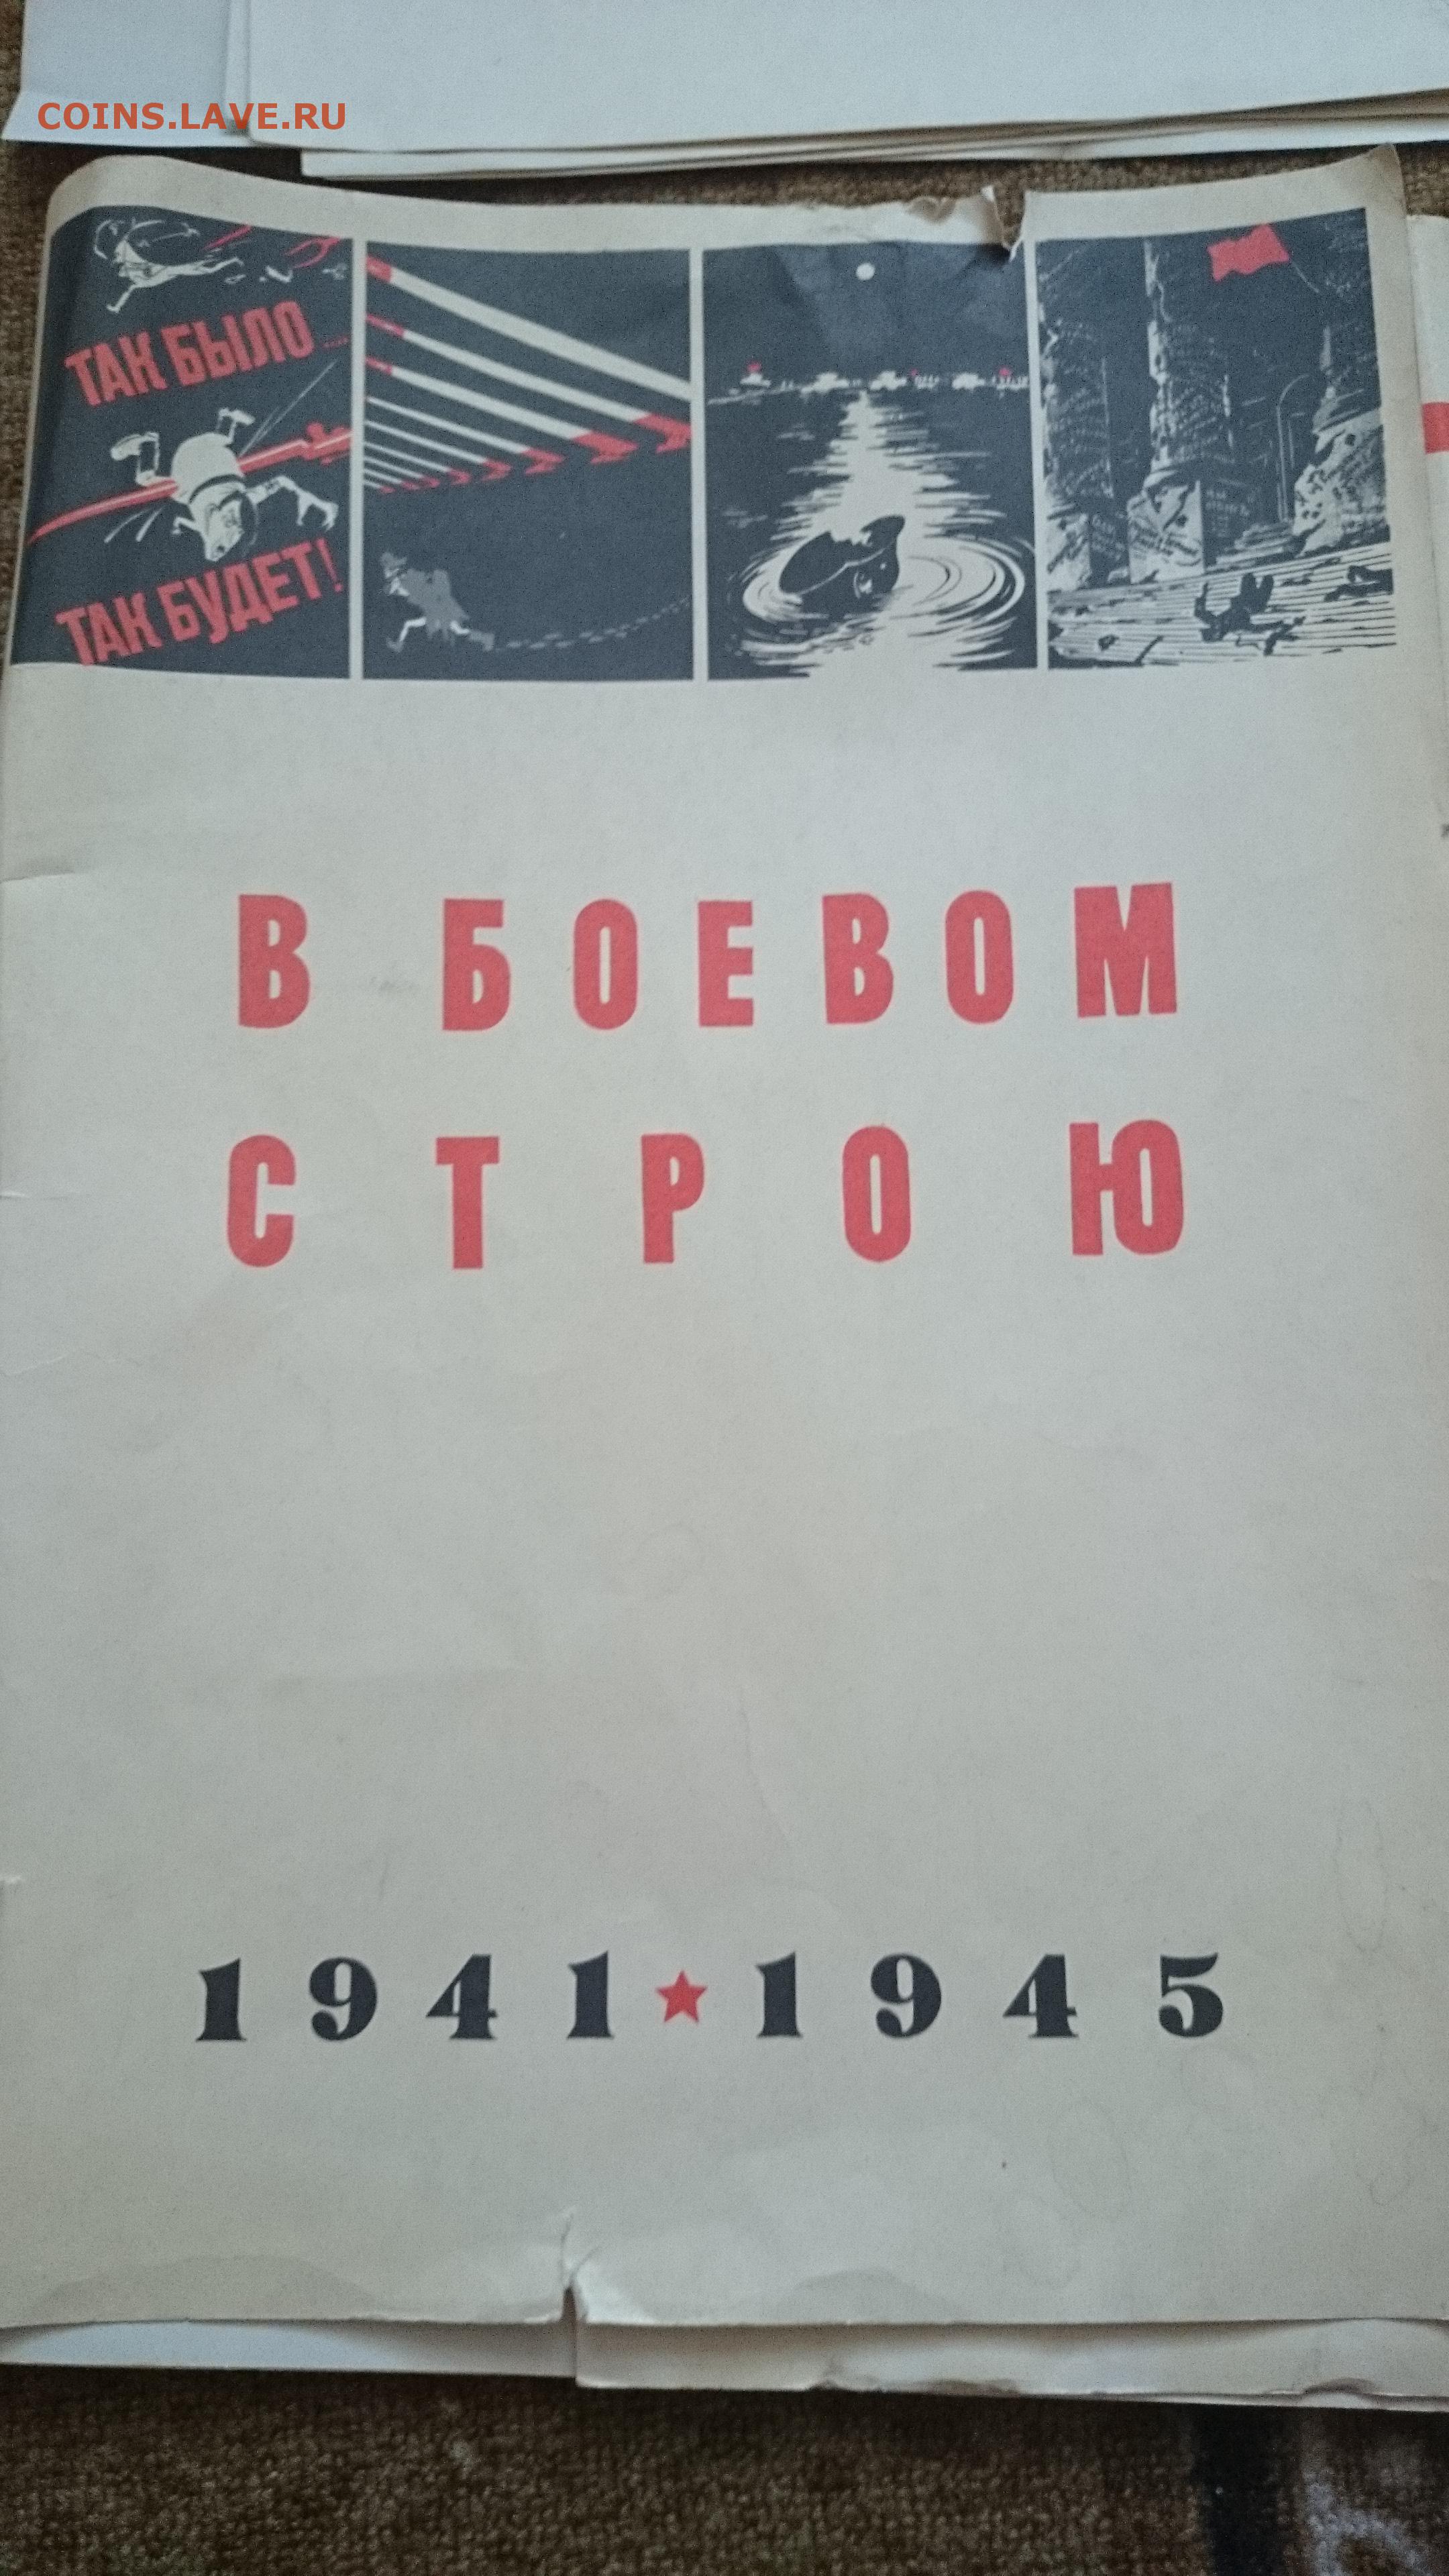 COINS.LAVE.RU
ТАК БЫЛО....
ТАК БУДЕТ!
В БОЕВОМ
СТРОЮ
1941★1945